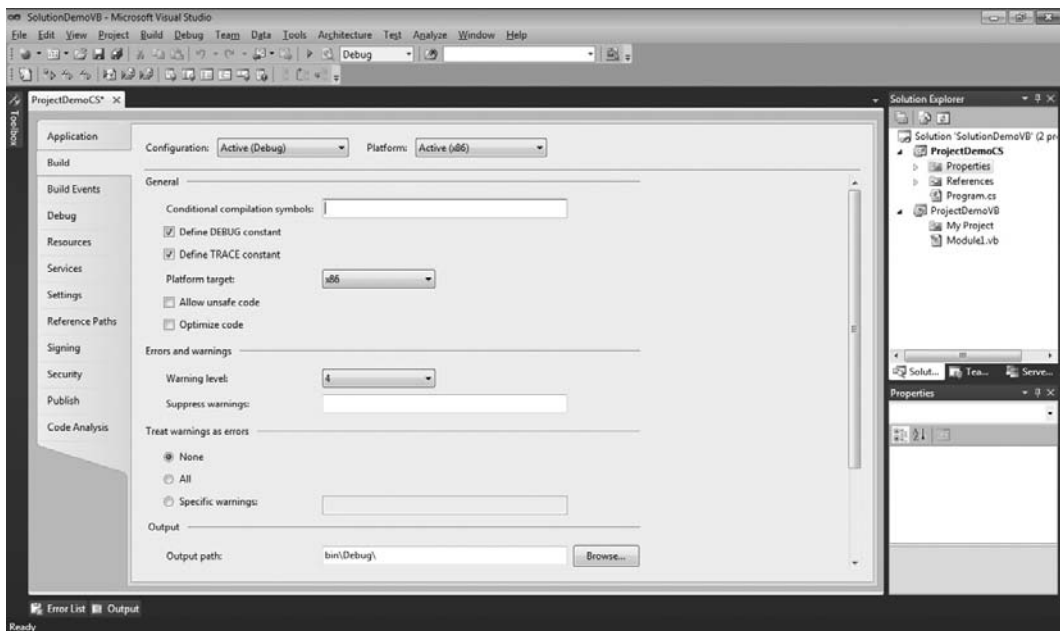 SolutionDemoVB - Microsoft Visual Studio
File Edit View Project Build Debug Team Data Tools Architecture Test Analyze Window Help
Debug
Toolbox
ProjectDemoCS*
Application
Build
Build Events
Debug
Resources
Services
Settings
Reference Paths
Signing
Security
Publish
Code Analysis
Configuration: Active (Debug) Platform: Active (x86)
General
Conditional compilation symbols:
Define DEBUG constant
Define TRACE constant
Platform target: x86
Allow unsafe code
Optimize code
Errors and warnings
Warning level: 4
Suppress warnings:
Treat warnings as errors
None
All
Specific warnings:
Output
Output path: bin\Debug\ Browse...
Solution Explorer
Solution 'SolutionDemoVB' (2 pr
ProjectDemoCS
Properties
References
Program.cs
ProjectDemoVB
My Project
Module1.vb
Solut... Tea... Serve...
Properties
Error List Output
Ready